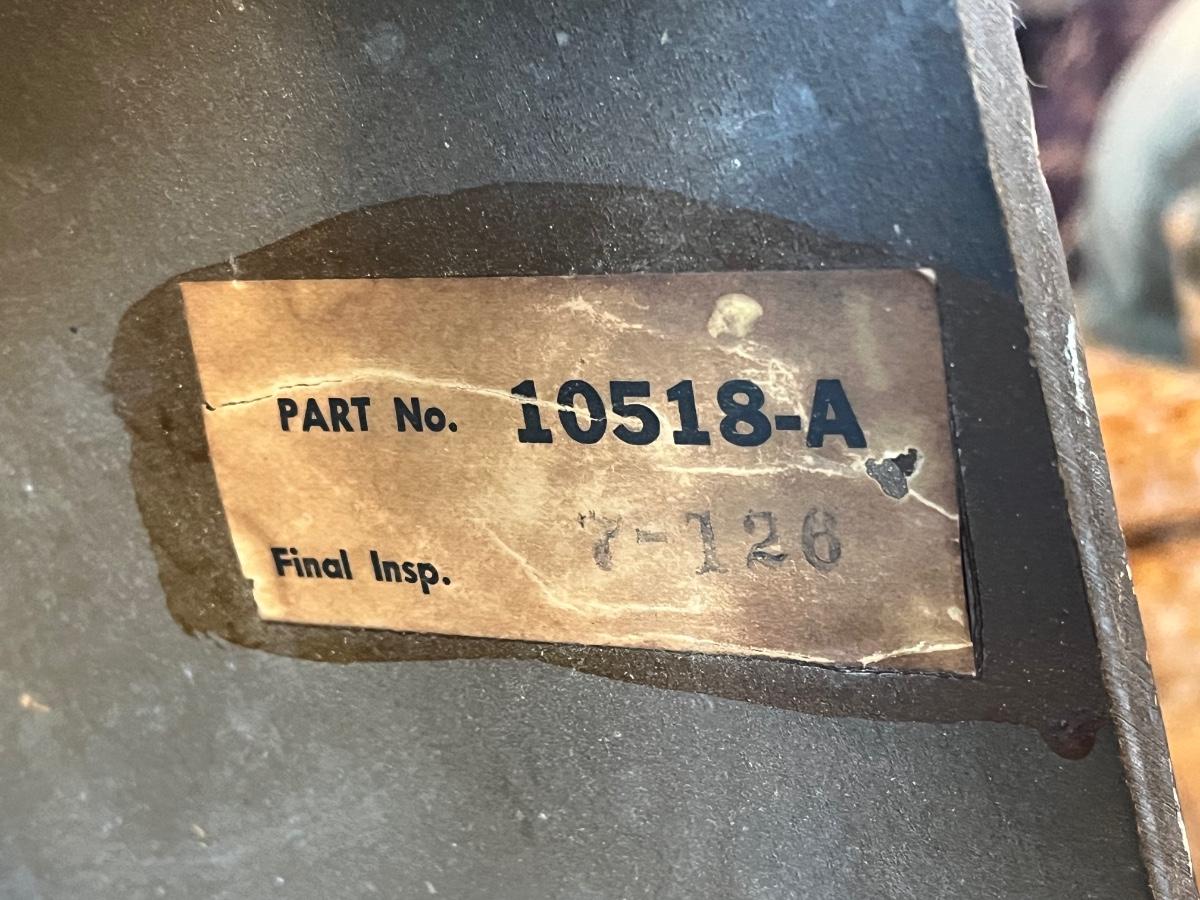 PART No. 10518-A
Final Insp. 7-126